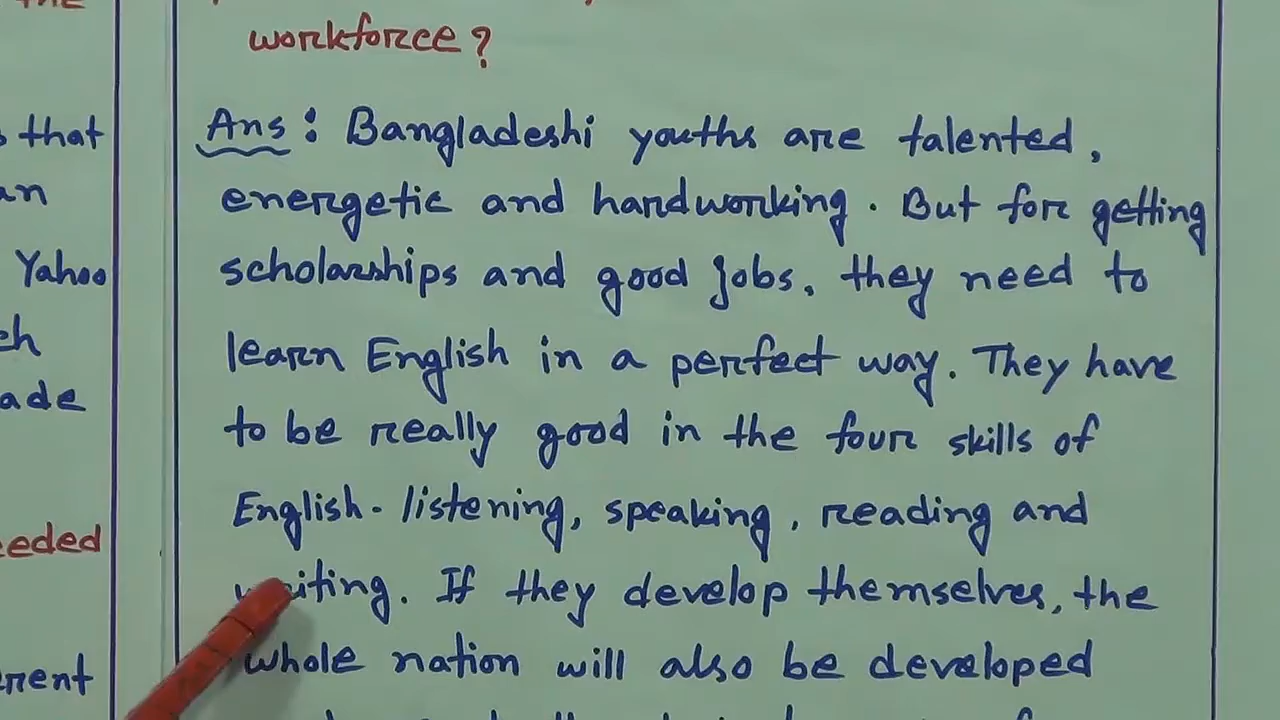 that
an
Yahoo
ade
eeded
workforce?
Ans: Bangladeshi youths are talented,
energetic and hardworking. But for getting
scholarships and good jobs, they need to
learn English in a perfect way. They have
to be really good in the four skills of
English- listening, speaking, reading and
writing. If they develop themselves, the
whole nation will also be developed